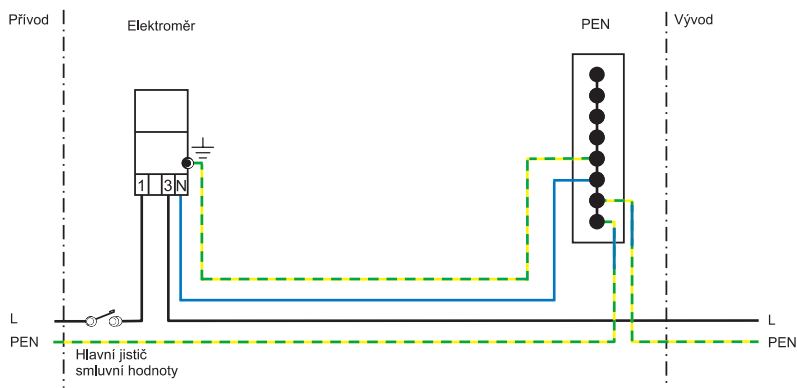 Přívod
Elektroměr
PEN
Vývod
1 3 N
L
L
PEN
PEN
Hlavní jistič
smluvní hodnoty